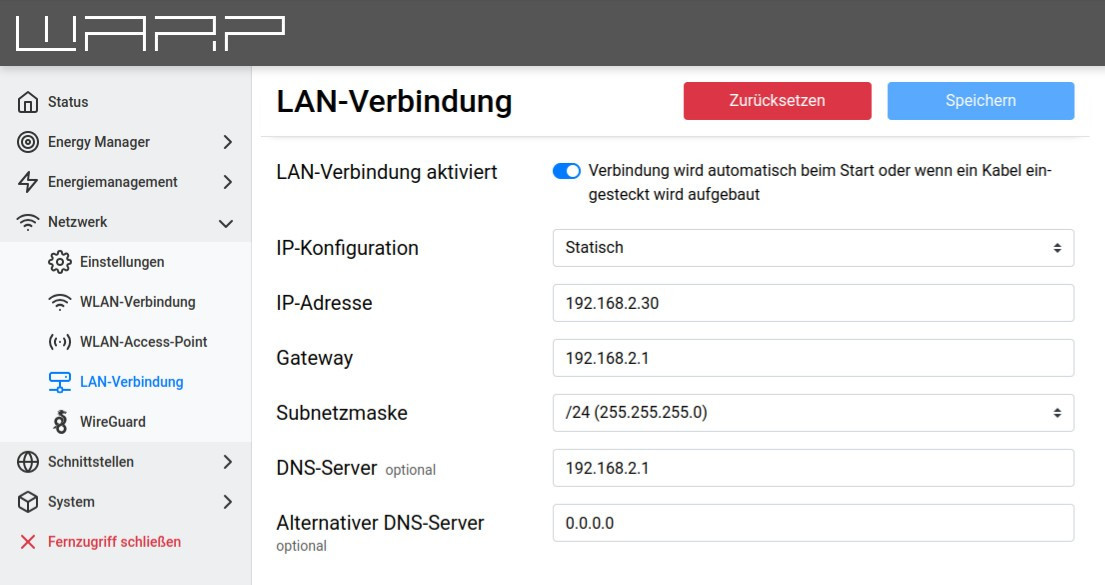 WARP
Status
Energy Manager
Energiemanagement
Netzwerk
Einstellungen
WLAN-Verbindung
WLAN-Access-Point
LAN-Verbindung
WireGuard
Schnittstellen
System
Fernzugriff schließen
LAN-Verbindung
Zurücksetzen
Speichern
LAN-Verbindung aktiviert
Verbindung wird automatisch beim Start oder wenn ein Kabel ein-
gesteckt wird aufgebaut
IP-Konfiguration
Statisch
IP-Adresse
192.168.2.30
Gateway
192.168.2.1
Subnetzmaske
/24 (255.255.255.0)
DNS-Server optional
192.168.2.1
Alternativer DNS-Server
optional
0.0.0.0